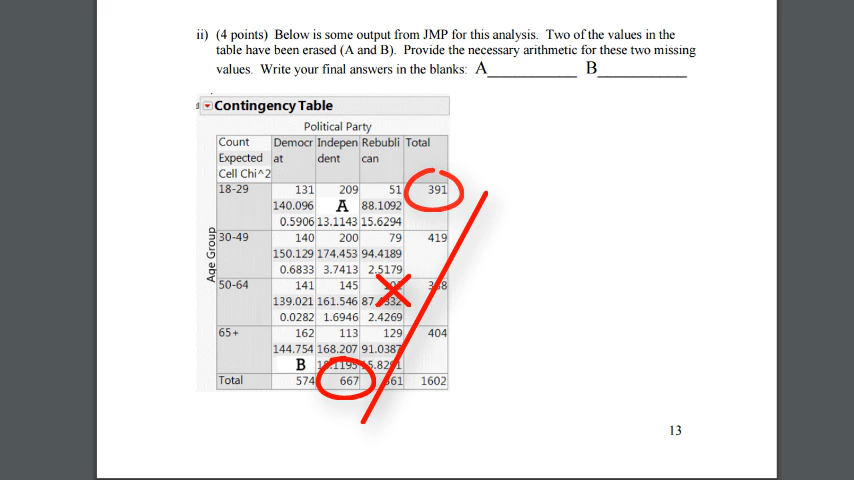 ii) (4 points) Below is some output from JMP for this analysis. Two of the values in the
table have been erased (A and B). Provide the necessary arithmetic for these two missing
values. Write your final answers in the blanks: A__________ B__________
Contingency Table
Political Party
Count Democr Indepen Rebubli Total
Expected at dent can
Cell Chi^2
18-29 131 209 51 391
140.096 A 88.1092
0.5906 13.1143 15.6294
Age Group
30-49 140 200 79 419
150.129 174.453 94.4189
0.6833 3.7413 2.5179
50-64 141 145
139.021 161.546
0.0282 1.6946 2.4269
65+ 162 113 129 404
144.754 168.207 91.0387
B
Total 574 667 1602
13